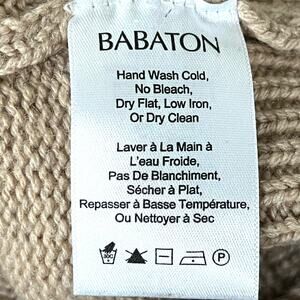 BABATON
Hand Wash Cold,
No Bleach,
Dry Flat, Low Iron,
Or Dry Clean
Laver à La Main à
L'eau Froide,
Pas De Blanchiment,
Sécher à Plat,
Repasser à Basse Température,
Ou Nettoyer à Sec
P